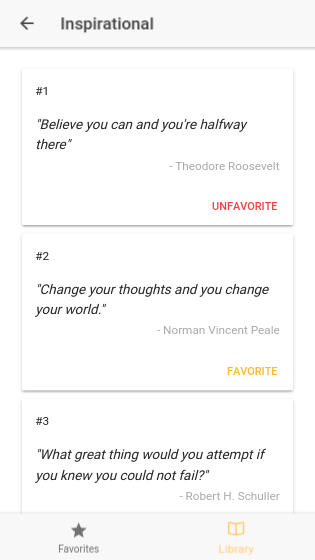 Inspirational
#1
"Believe you can and you're halfway
there"
- Theodore Roosevelt
UNFAVORITE
#2
"Change your thoughts and you change
your world."
- Norman Vincent Peale
FAVORITE
#3
"What great thing would you attempt if
you knew you could not fail?"
- Robert H. Schuller
Favorites
Library